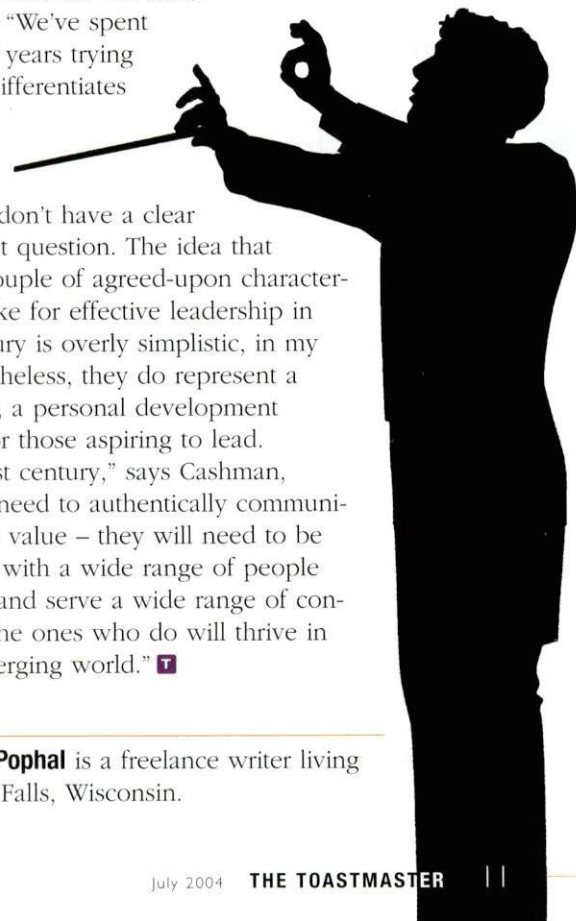 “We've spent
years trying
ifferentiates
don't have a clear
t question. The idea that
ouple of agreed-upon character-
ke for effective leadership in
ury is overly simplistic, in my
heless, they do represent a
, a personal development
r those aspiring to lead.
st century,” says Cashman,
need to authentically communi-
value – they will need to be
with a wide range of people
and serve a wide range of con-
ne ones who do will thrive in
erging world.” T
Pophal is a freelance writer living
Falls, Wisconsin.
July 2004 THE TOASTMASTER 11